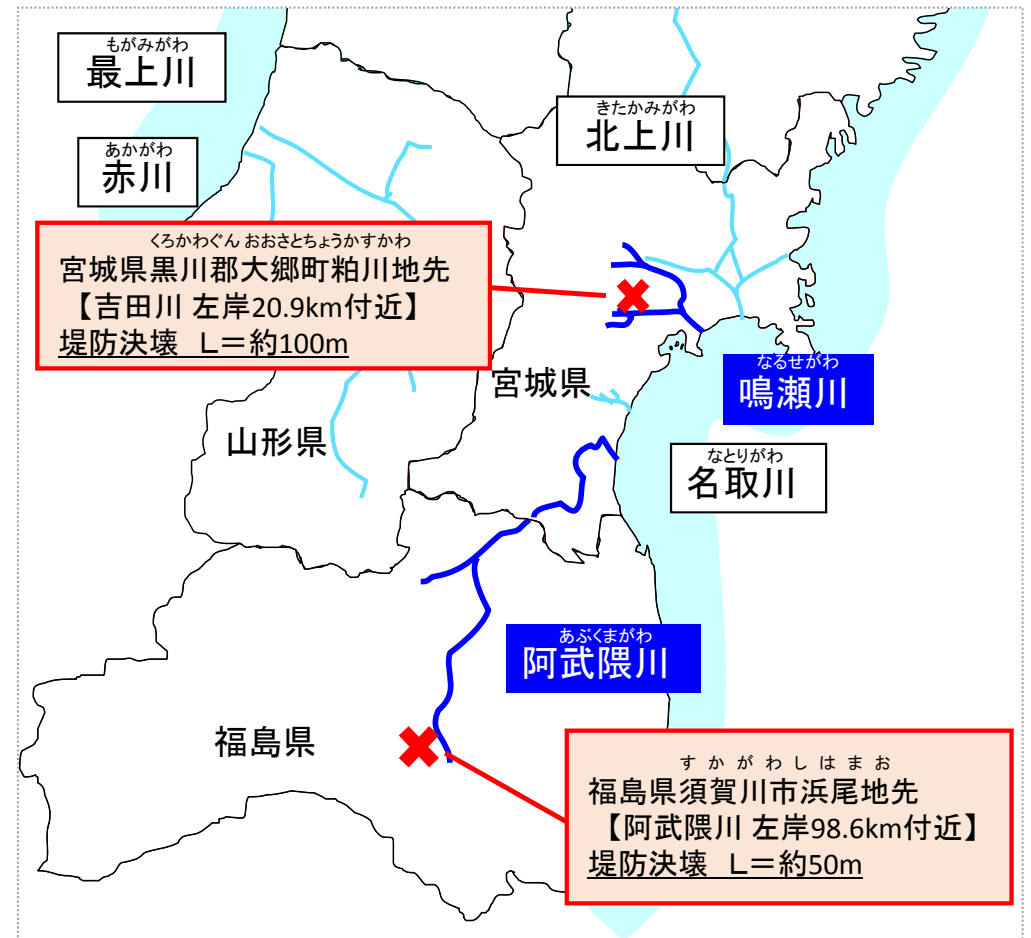 もがみがわ
最上川
きたかみがわ
北上川
あかがわ
赤川
くろかわぐん おおさとちょうかすかわ
宮城県黒川郡大郷町粕川地先
【吉田川 左岸20.9km付近】
堤防決壊 L=約100m
宮城県
なるせがわ
鳴瀬川
山形県
なとりがわ
名取川
あぶくまがわ
阿武隈川
福島県
すかがわしはまお
福島県須賀川市浜尾地先
【阿武隈川 左岸98.6km付近】
堤防決壊 L=約50m